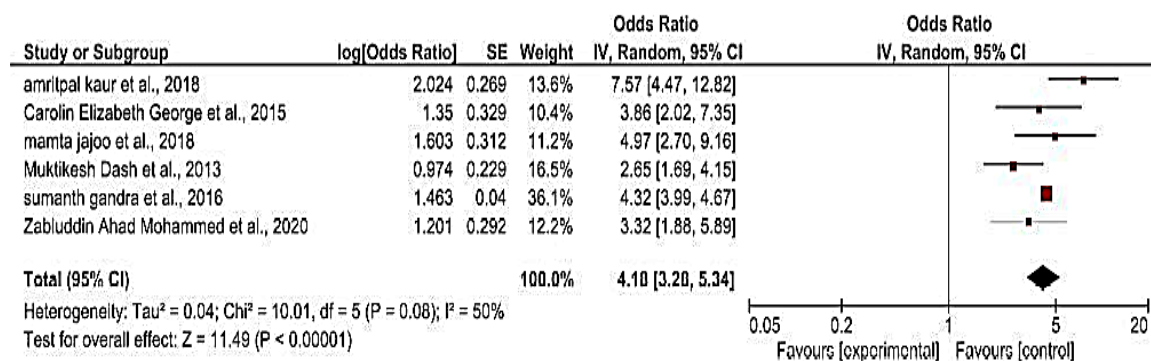 Odds Ratio Odds Ratio
Study or Subgroup log[Odds Ratio] SE Weight IV, Random, 95% CI IV, Random, 95% CI
amritpal kaur et al., 2018 2.024 0.269 13.6% 7.57 [4.47, 12.82]
Carolin Elizabeth George et al., 2015 1.35 0.329 10.4% 3.86 [2.02, 7.35]
mamta jajoo et al., 2018 1.603 0.312 11.2% 4.97 [2.70, 9.16]
Muktikesh Dash et al., 2013 0.974 0.229 16.5% 2.65 [1.69, 4.15]
sumanth gandra et al., 2016 1.463 0.04 36.1% 4.32 [3.99, 4.67]
Zabluddin Ahad Mohammed et al., 2020 1.201 0.292 12.2% 3.32 [1.88, 5.89]
Total (95% CI) 100.0% 4.18 [3.28, 5.34]
Heterogeneity: Tau² = 0.04; Chi² = 10.01, df = 5 (P = 0.08); I² = 50%
Test for overall effect: Z = 11.49 (P < 0.00001)
0.05 0.2 1 5 20
Favours [experimental] Favours [control]